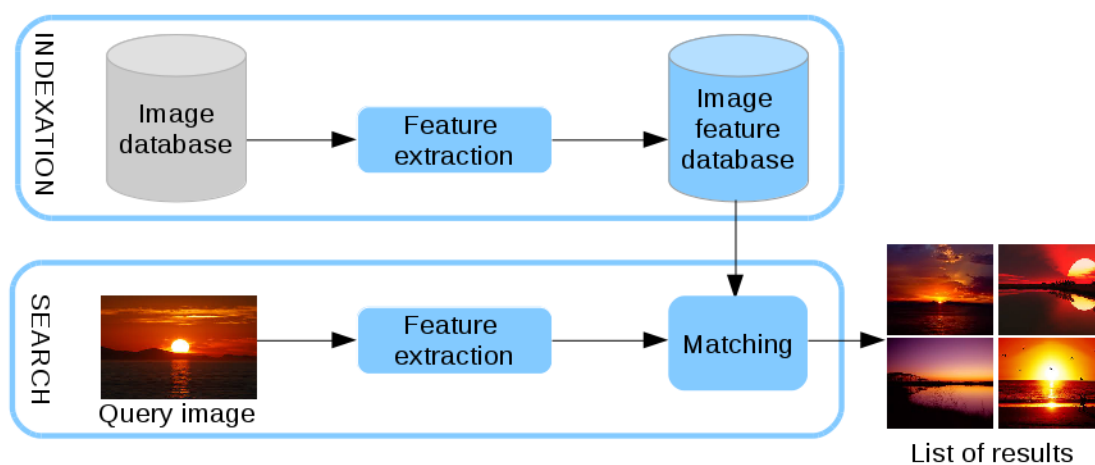 INDEXATION
Image
database
Feature
extraction
Image
feature
database
SEARCH
Query image
Feature
extraction
Matching
List of results